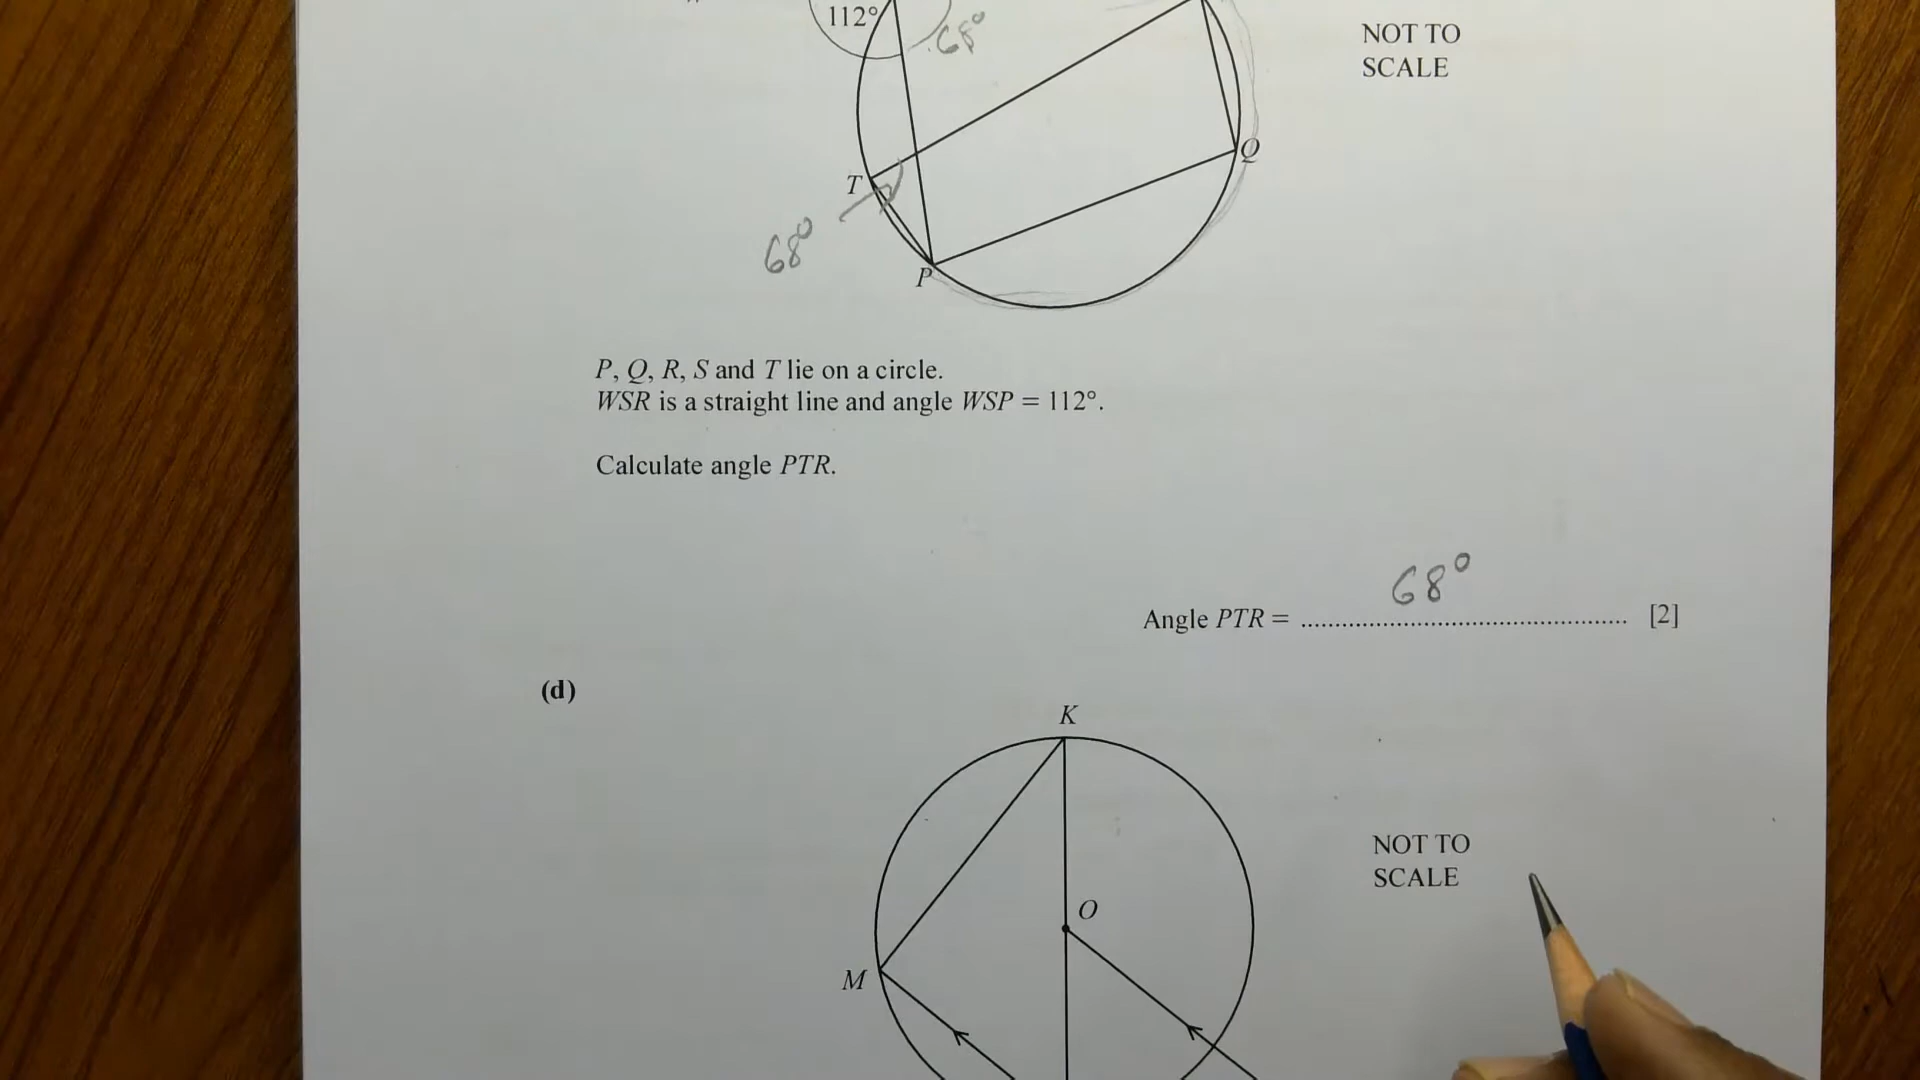 112°
68°
NOT TO
SCALE
Q
T
68°
P
P, Q, R, S and T lie on a circle.
WSR is a straight line and angle WSP = 112°.
Calculate angle PTR.
68°
Angle PTR = ................................................ [2]
(d)
K
NOT TO
SCALE
O
M